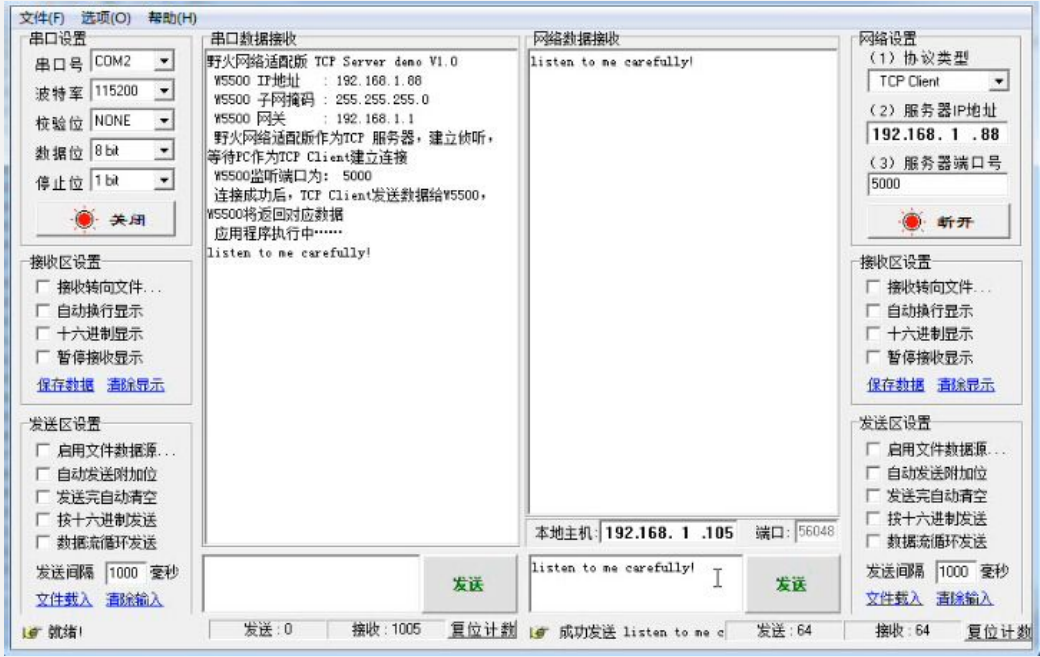 文件(F) 选项(O) 帮助(H)
串口设置
串口号 COM2
波特率 115200
校验位 NONE
数据位 8 bit
停止位 1 bit
关闭
接收区设置
接收转向文件...
自动换行显示
十六进制显示
暂停接收显示
保存数据 清除显示
发送区设置
启用文件数据源...
自动发送附加位
发送完自动清空
按十六进制发送
数据流循环发送
发送间隔 1000 毫秒
文件载入 清除输入
就绪!
串口数据接收
野火网络适配版 TCP Server demo V1.0
W5500 IP地址 : 192.168.1.88
W5500 子网掩码 : 255.255.255.0
W5500 网关 : 192.168.1.1
野火网络适配版作为TCP 服务器，建立侦听，
等待PC作为TCP Client建立连接
W5500监听端口为: 5000
连接成功后，TCP Client发送数据给W5500，
W5500将返回对应数据
应用程序执行中……
listen to me carefully!
发送
发送 : 0 接收 : 1005 复位计数
网络数据接收
listen to me carefully!
本地主机: 192.168. 1 .105 端口: 56048
listen to me carefully!
发送
成功发送 listen to me c 发送 : 64 接收 : 64 复位计数
网络设置
(1) 协议类型
TCP Client
(2) 服务器IP地址
192.168. 1 .88
(3) 服务器端口号
5000
断开
接收区设置
接收转向文件...
自动换行显示
十六进制显示
暂停接收显示
保存数据 清除显示
发送区设置
启用文件数据源...
自动发送附加位
发送完自动清空
按十六进制发送
数据流循环发送
发送间隔 1000 毫秒
文件载入 清除输入